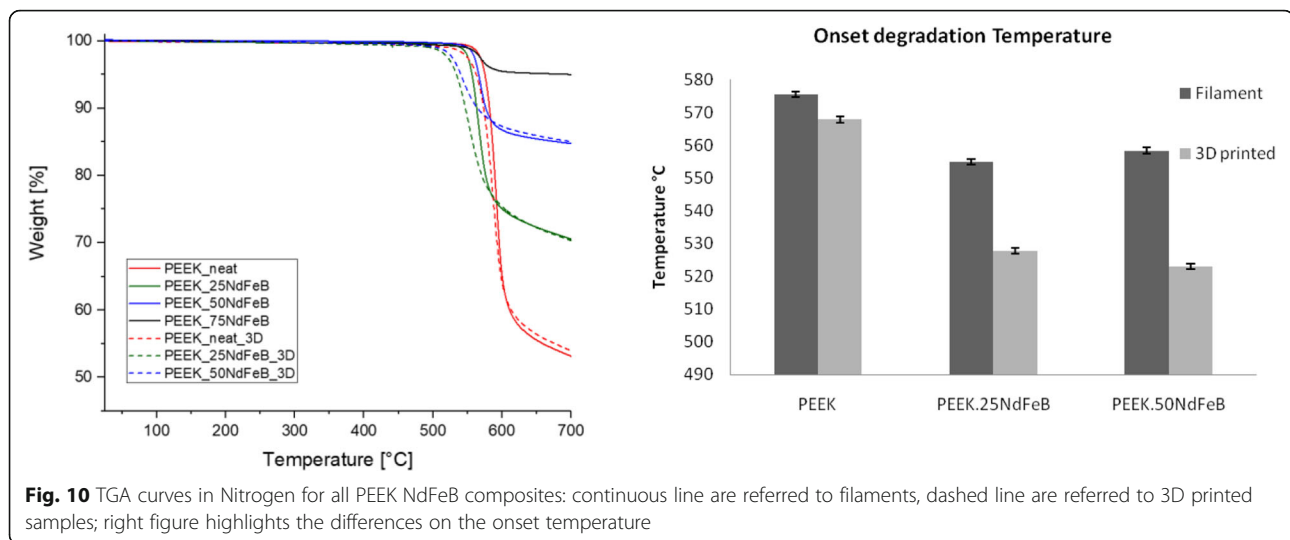 100
90
80
70
60
50
Weight [%]
PEEK_neat
PEEK_25NdFeB
PEEK_50NdFeB
PEEK_75NdFeB
PEEK_neat_3D
PEEK_25NdFeB_3D
PEEK_50NdFeB_3D
100 200 300 400 500 600 700
Temperature [°C]
Onset degradation Temperature
580
570
560
550
540
530
520
510
500
490
Temperature °C
Filament
3D printed
PEEK PEEK.25NdFeB PEEK.50NdFeB
Fig. 10 TGA curves in Nitrogen for all PEEK NdFeB composites: continuous line are referred to filaments, dashed line are referred to 3D printed
samples; right figure highlights the differences on the onset temperature